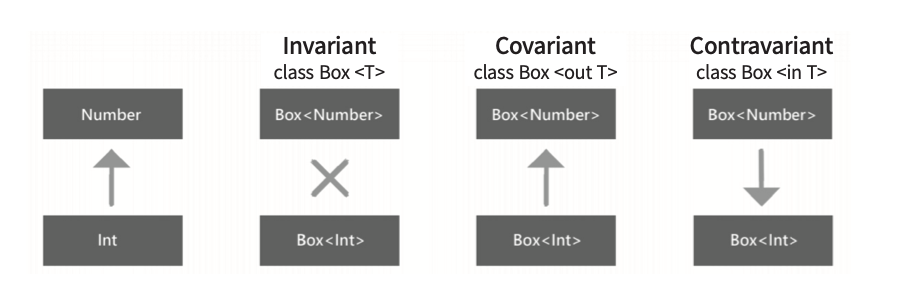 Invariant
class Box <T>
Covariant
class Box <out T>
Contravariant
class Box <in T>
Number
Box<Number>
Box<Number>
Box<Number>
Int
Box<Int>
Box<Int>
Box<Int>